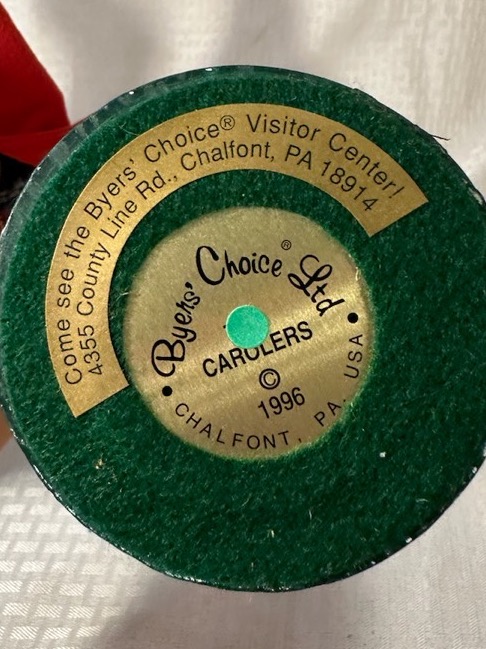 Come see the Byers' Choice® Visitor Center!
4355 County Line Rd., Chalfont, PA 18914
Byers' Choice® Ltd
CAROLERS
©
1996
• CHALFONT, PA. USA •